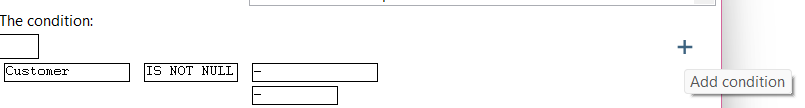 The condition:
+
Customer IS NOT NULL –
–
Add condition